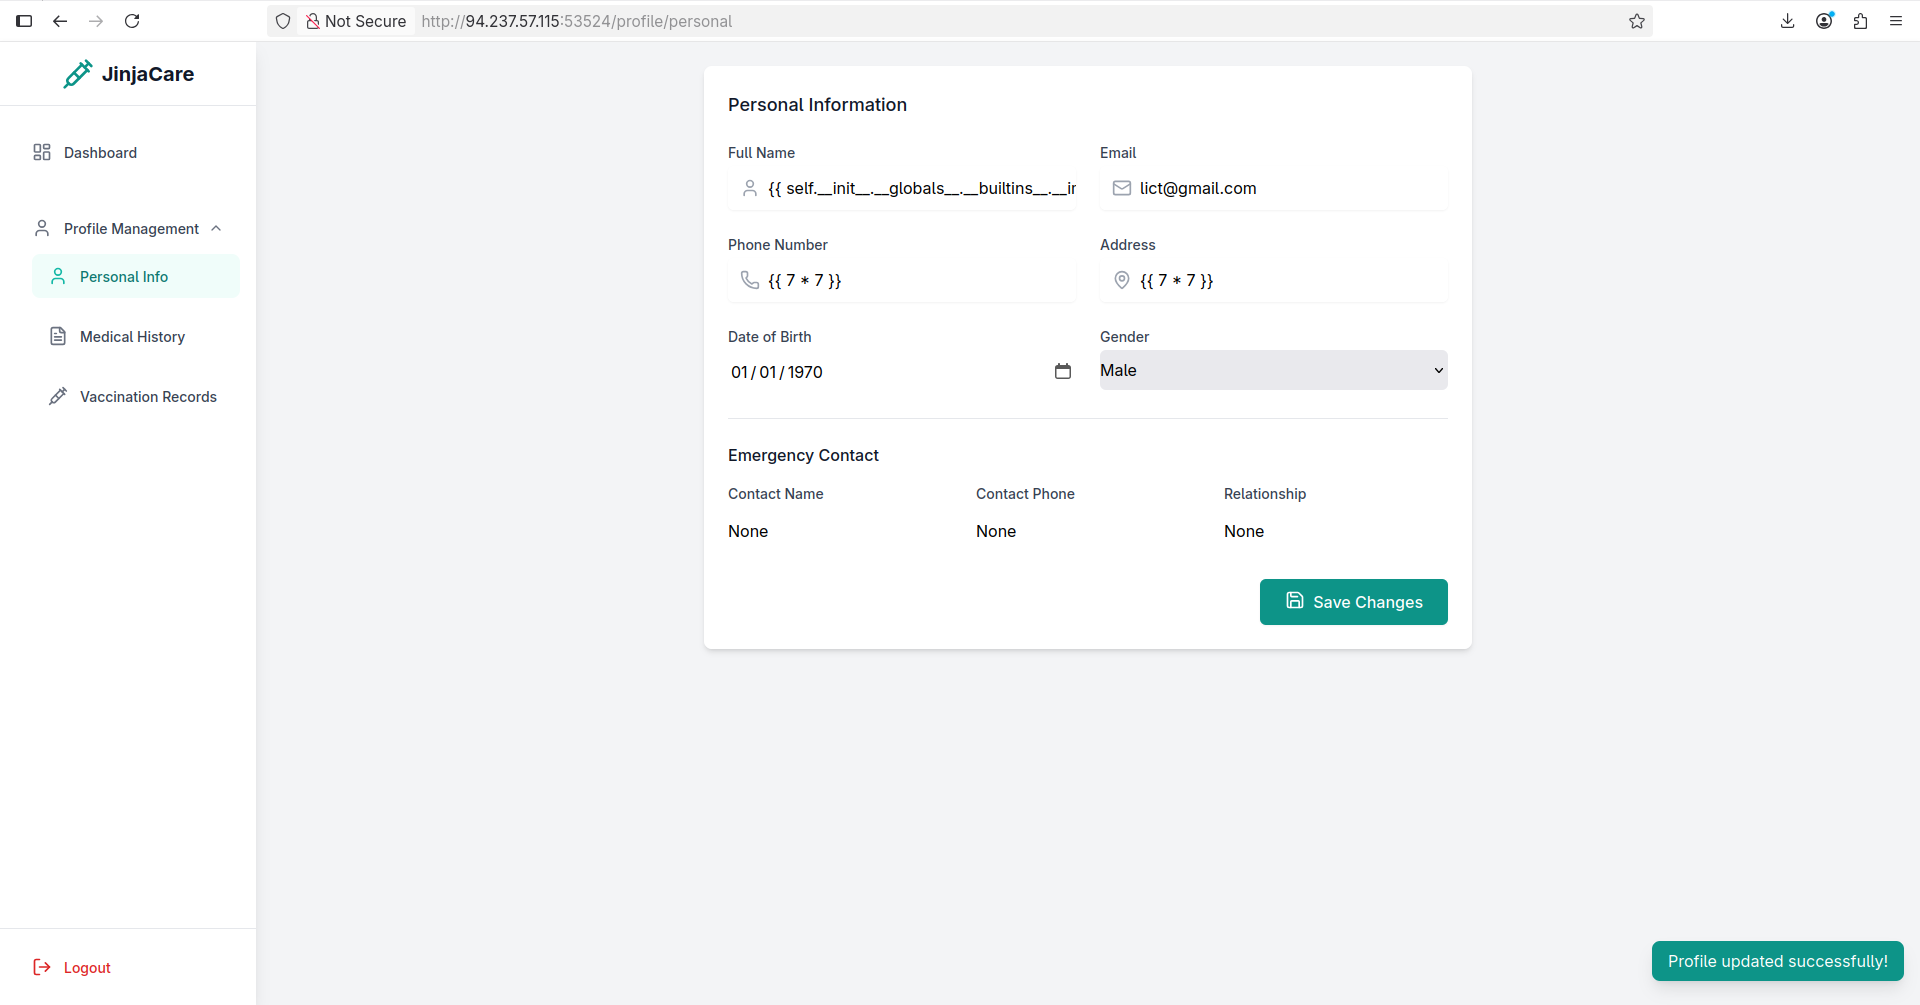 Not Secure http://94.237.57.115:53524/profile/personal
JinjaCare
Dashboard
Profile Management
Personal Info
Medical History
Vaccination Records
Logout
Personal Information
Full Name
{{ self.__init__.__globals__.__builtins__.__ir
Email
lict@gmail.com
Phone Number
{{ 7 * 7 }}
Address
{{ 7 * 7 }}
Date of Birth
01 / 01 / 1970
Gender
Male
Emergency Contact
Contact Name
None
Contact Phone
None
Relationship
None
Save Changes
Profile updated successfully!